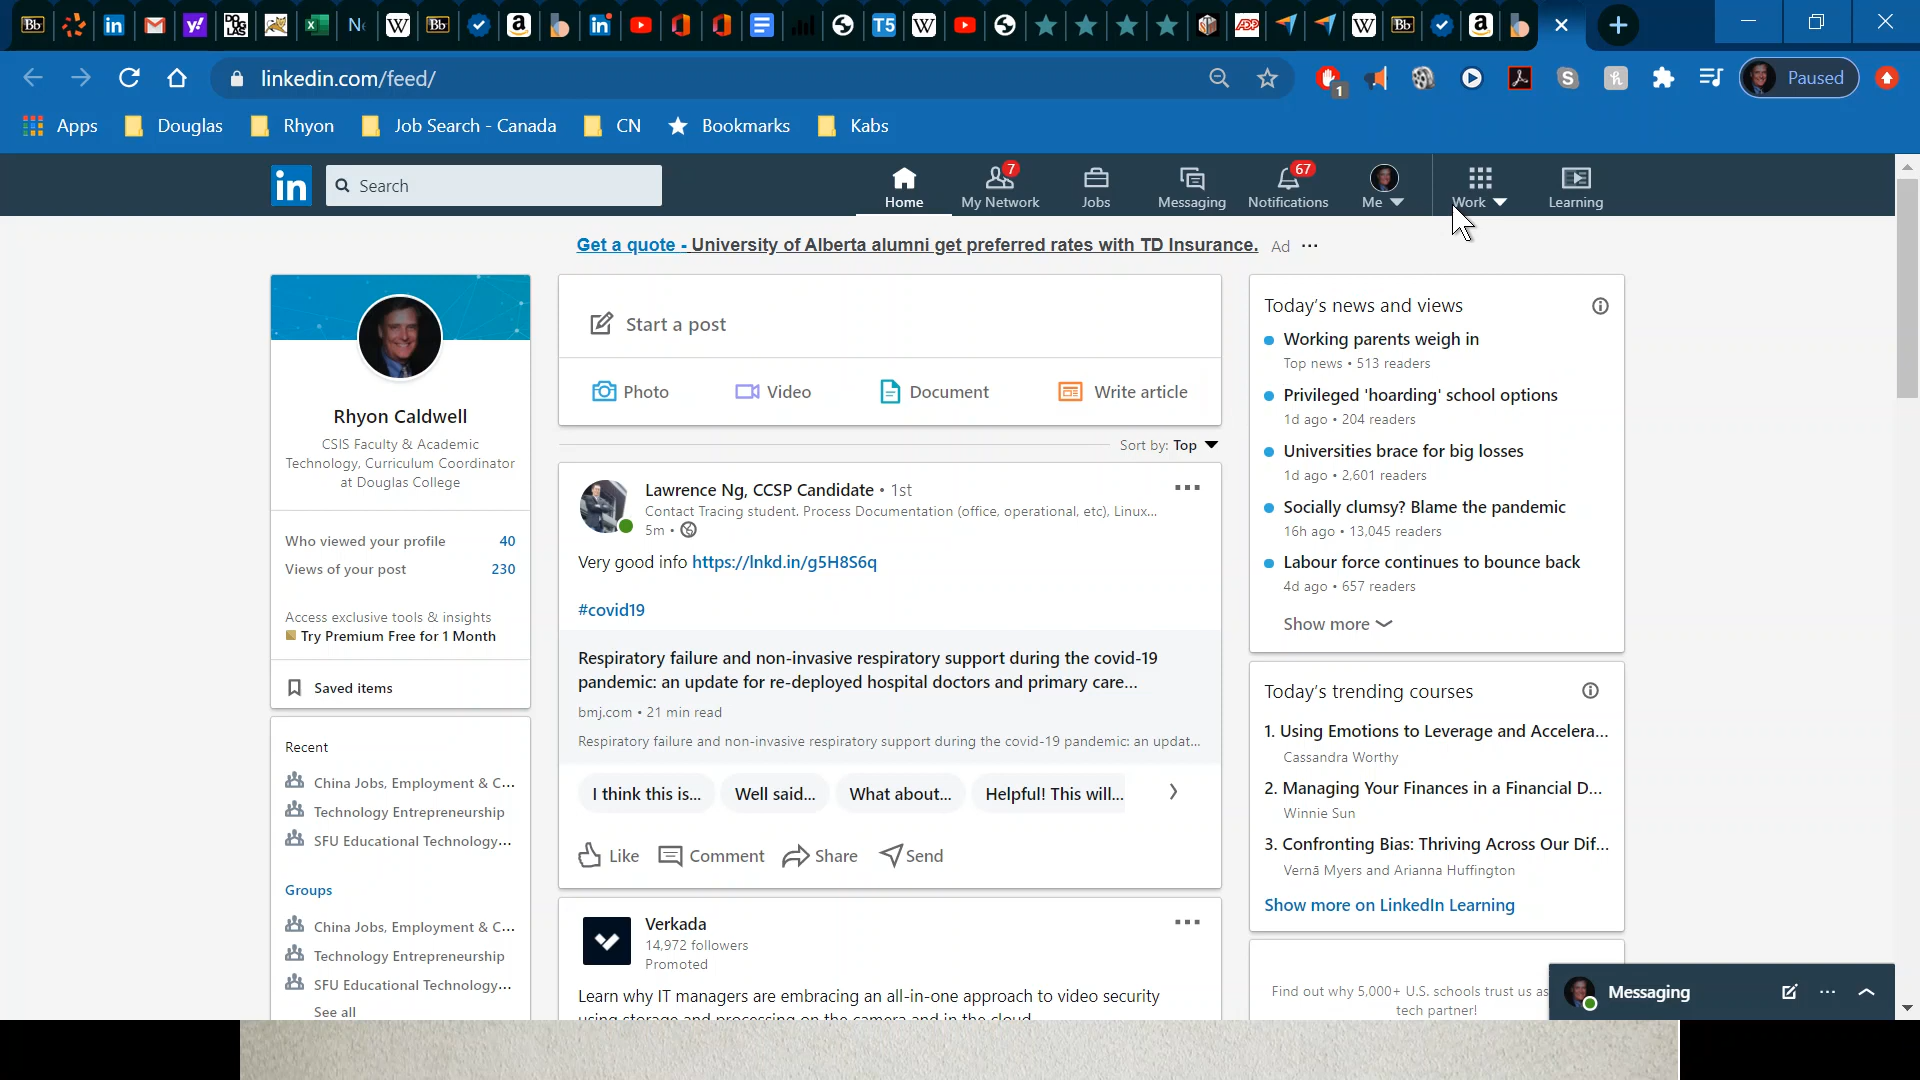 linkedin.com/feed/
1
Paused
Apps
Douglas
Rhyon
Job Search - Canada
CN
Bookmarks
Kabs
in
Search
Home
7
My Network
Jobs
Messaging
67
Notifications
Me
Work
Learning
Get a quote - University of Alberta alumni get preferred rates with TD Insurance.
Ad
Rhyon Caldwell
CSIS Faculty & Academic
Technology, Curriculum Coordinator
at Douglas College
Who viewed your profile 40
Views of your post 230
Access exclusive tools & insights
Try Premium Free for 1 Month
Saved items
Recent
China Jobs, Employment & C...
Technology Entrepreneurship
SFU Educational Technology...
Groups
China Jobs, Employment & C...
Technology Entrepreneurship
SFU Educational Technology...
See all
Start a post
Photo
Video
Document
Write article
Sort by: Top
Lawrence Ng, CCSP Candidate • 1st
Contact Tracing student. Process Documentation (office, operational, etc), Linux...
5m •
Very good info https://lnkd.in/g5H8S6q
#covid19
Respiratory failure and non-invasive respiratory support during the covid-19
pandemic: an update for re-deployed hospital doctors and primary care...
bmj.com • 21 min read
Respiratory failure and non-invasive respiratory support during the covid-19 pandemic: an updat...
I think this is...
Well said...
What about...
Helpful! This will...
Like
Comment
Share
Send
Verkada
14,972 followers
Promoted
Learn why IT managers are embracing an all-in-one approach to video security
using storage and processing on the camera and in the cloud
Today's news and views
Working parents weigh in
Top news • 513 readers
Privileged 'hoarding' school options
1d ago • 204 readers
Universities brace for big losses
1d ago • 2,601 readers
Socially clumsy? Blame the pandemic
16h ago • 13,045 readers
Labour force continues to bounce back
4d ago • 657 readers
Show more
Today's trending courses
1. Using Emotions to Leverage and Accelera...
Cassandra Worthy
2. Managing Your Finances in a Financial D...
Winnie Sun
3. Confronting Bias: Thriving Across Our Dif...
Vernā Myers and Arianna Huffington
Show more on LinkedIn Learning
Find out why 5,000+ U.S. schools trust us as
tech partner!
Messaging